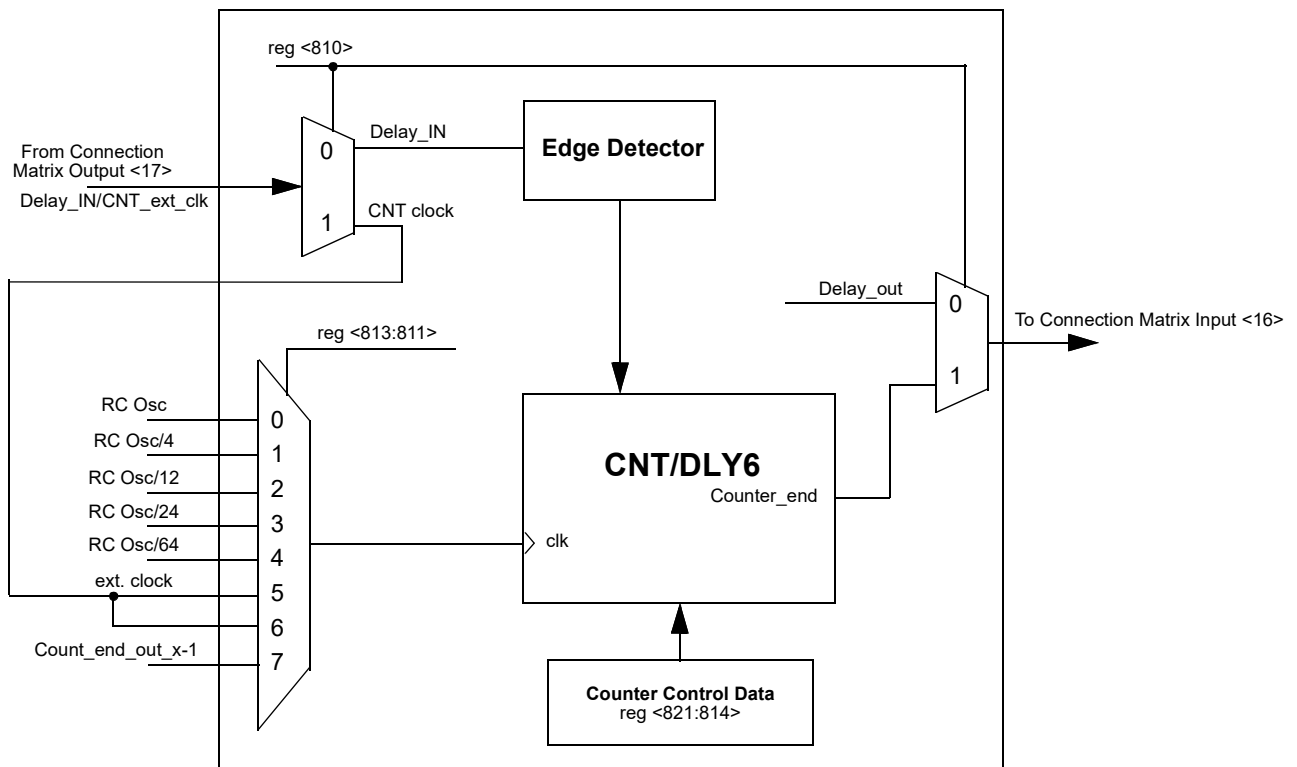 reg <810>
From Connection
Matrix Output <17>
Delay_IN/CNT_ext_clk
0
1
Delay_IN
CNT clock
Edge Detector
Delay_out
0
1
To Connection Matrix Input <16>
reg <813:811>
RC Osc
0
RC Osc/4
1
RC Osc/12
2
RC Osc/24
3
RC Osc/64
4
ext. clock
5
6
Count_end_out_x-1
7
CNT/DLY6
Counter_end
clk
Counter Control Data
reg <821:814>